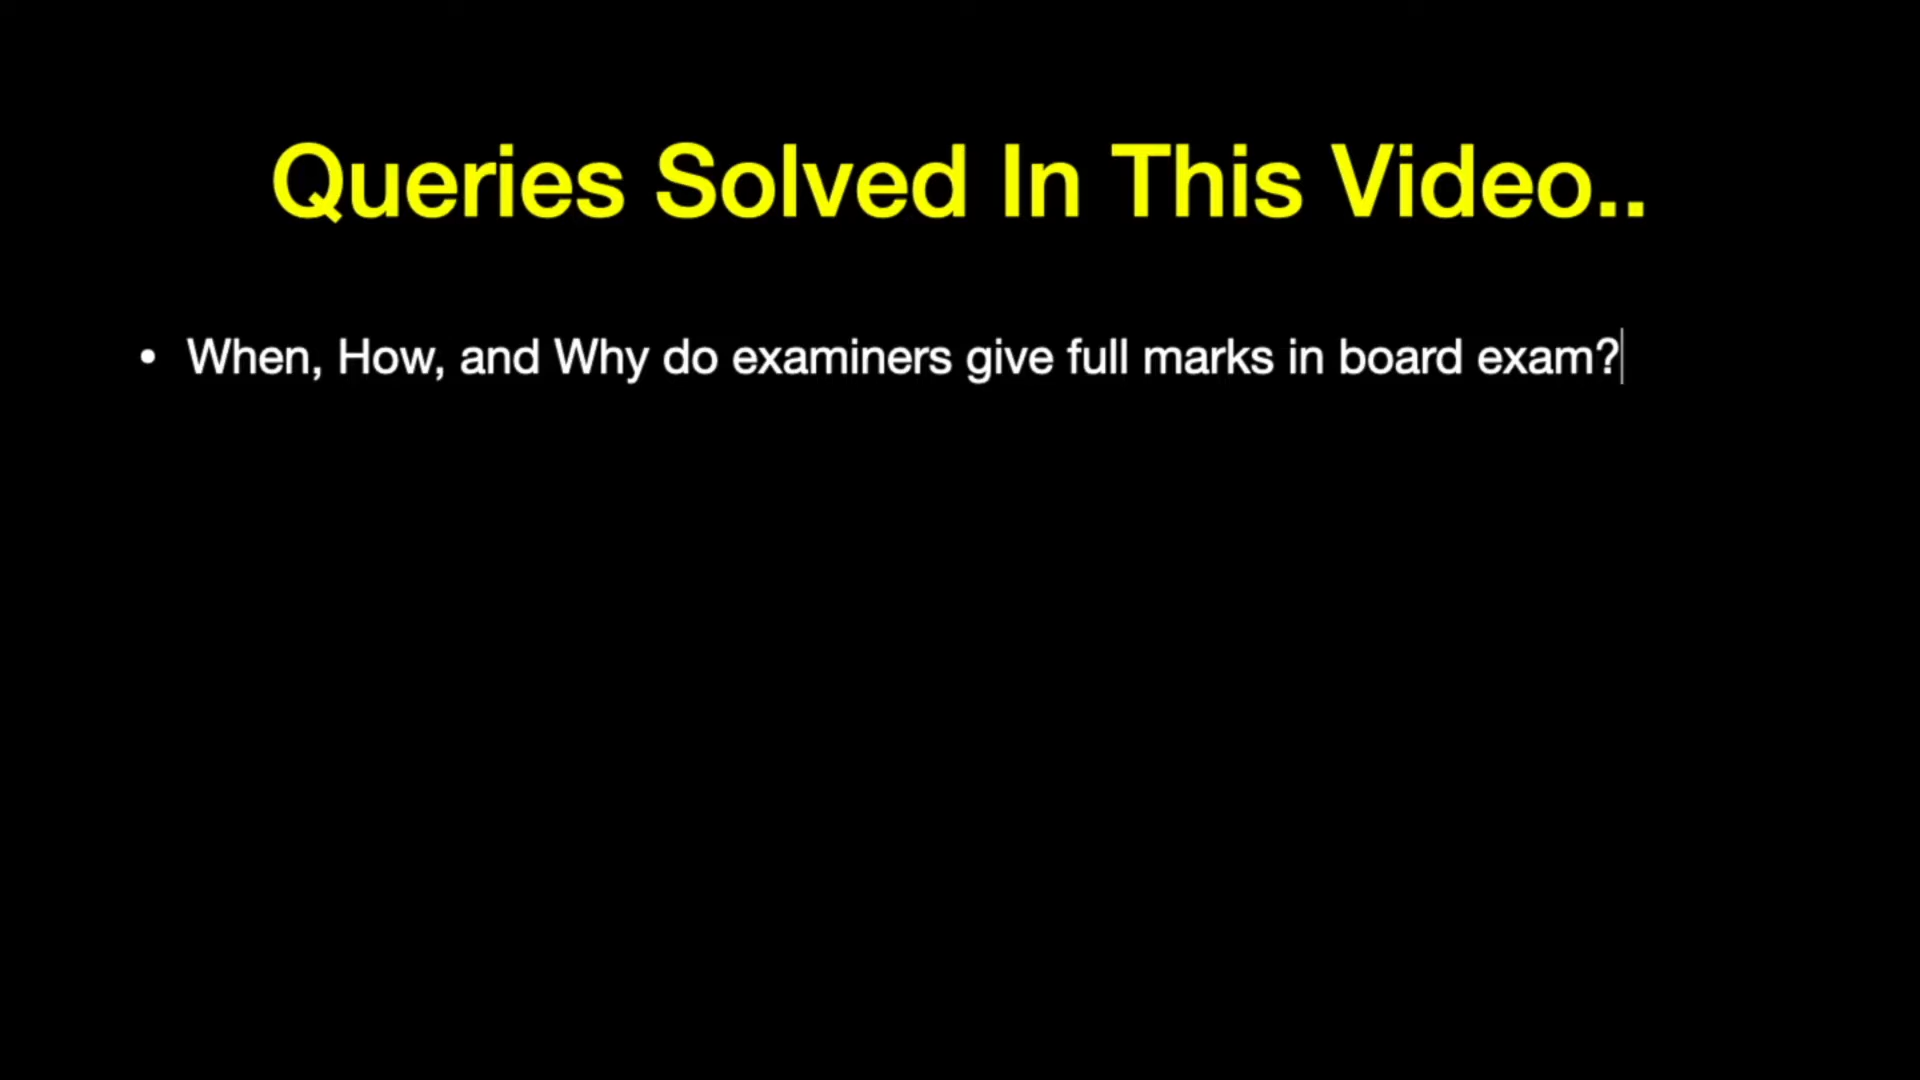 Queries Solved In This Video..
• When, How, and Why do examiners give full marks in board exam?